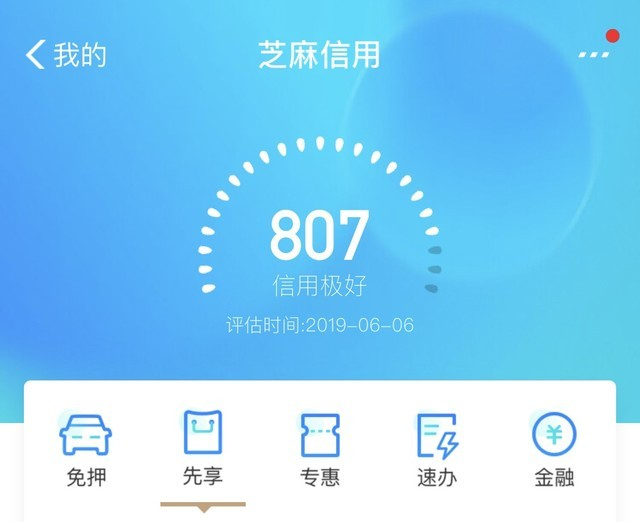 我的
芝麻信用
807
信用极好
评估时间:2019-06-06
免押
先享
专惠
速办
金融